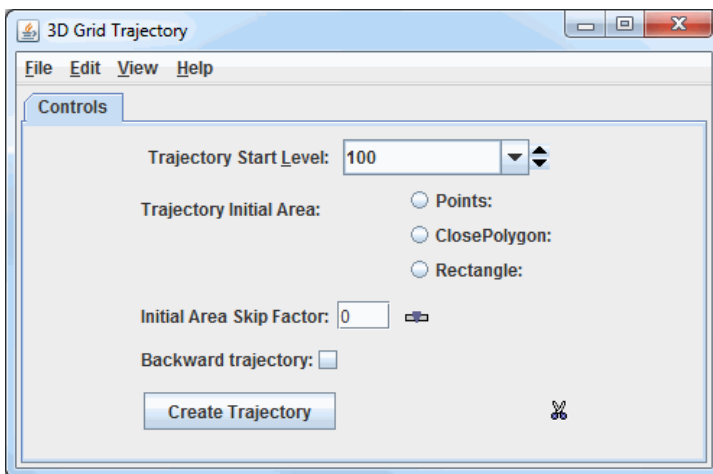 3D Grid Trajectory
File Edit View Help
Controls
Trajectory Start Level: 100
Trajectory Initial Area:
Points:
ClosePolygon:
Rectangle:
Initial Area Skip Factor: 0
Backward trajectory:
Create Trajectory